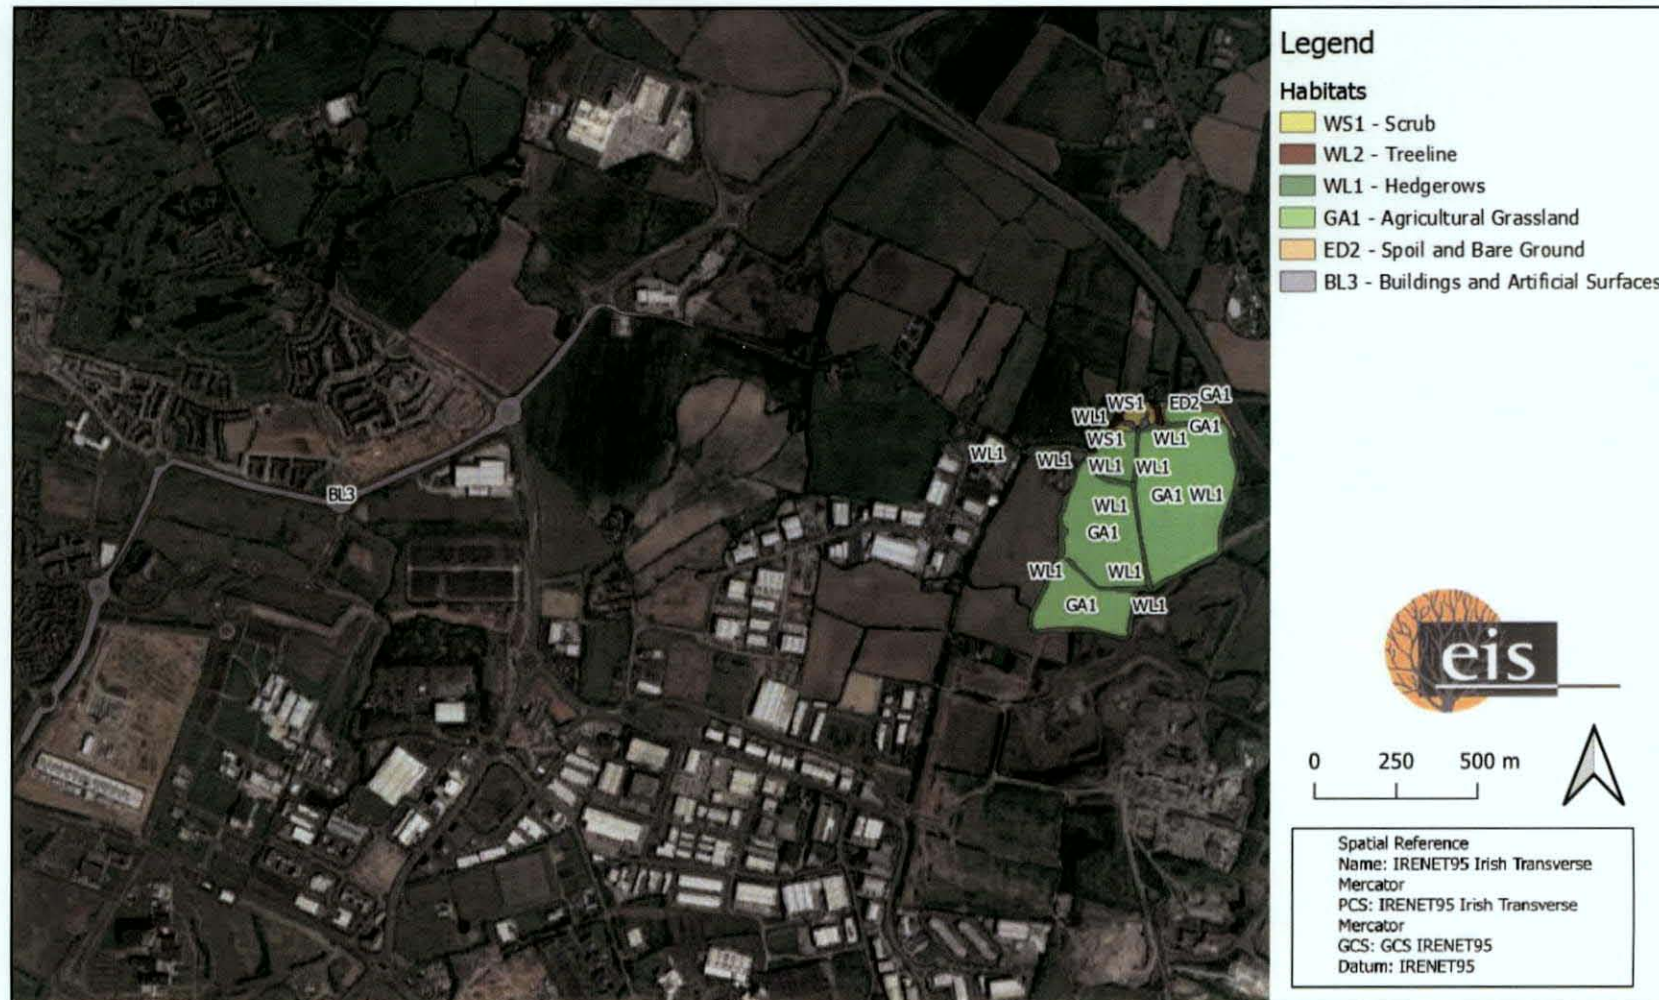 Legend
Habitats
WS1 - Scrub
WL2 - Treeline
WL1 - Hedgerows
GA1 - Agricultural Grassland
ED2 - Spoil and Bare Ground
BL3 - Buildings and Artificial Surfaces
GA1
WS1
ED2
WL1
GA1
WS1
WL1
WL1
WL1
WL1
WL1
GA1
WL1
BL3
WL1
GA1
WL1
WL1
GA1
WL1
eis
0 250 500 m
Spatial Reference
Name: IRENET95 Irish Transverse
Mercator
PCS: IRENET95 Irish Transverse
Mercator
GCS: GCS IRENET95
Datum: IRENET95